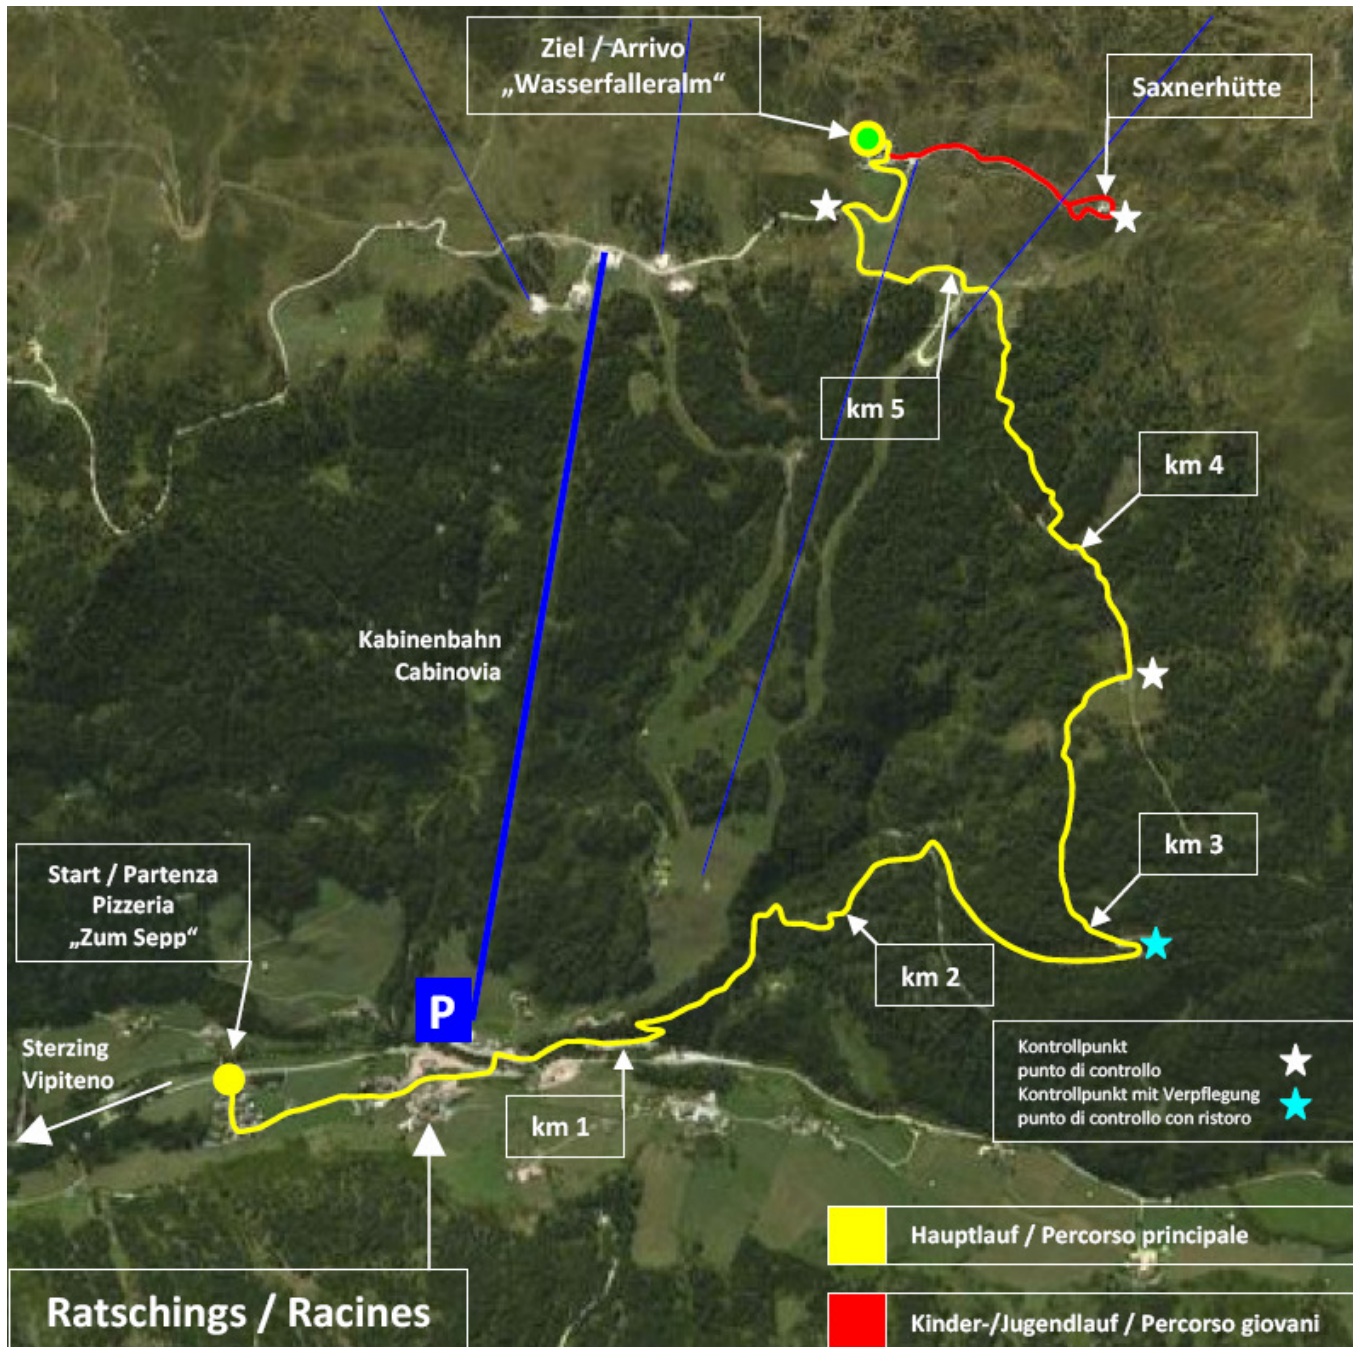 Ziel / Arrivo
„Wasserfalleralm“
Saxnerhütte
km 5
km 4
Kabinenbahn
Cabinovia
km 3
Start / Partenza
Pizzeria
„Zum Sepp“
km 2
P
Sterzing
Vipiteno
km 1
Kontrollpunkt
punto di controllo
Kontrollpunkt mit Verpflegung
punto di controllo con ristoro
Ratschings / Racines
Hauptlauf / Percorso principale
Kinder-/Jugendlauf / Percorso giovani